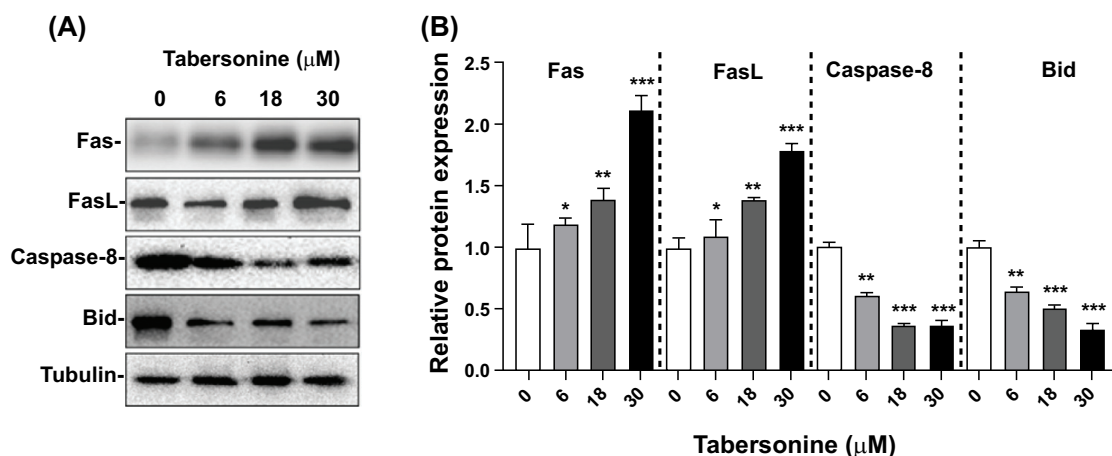 (A)
Tabersonine (μM)
0 6 18 30
Fas-
FasL-
Caspase-8-
Bid-
Tubulin-
(B)
Relative protein expression
2.5
2.0
1.5
1.0
0.5
0.0
Fas FasL Caspase-8 Bid
* ** ***
* ** ***
** *** ***
** *** ***
0 6 18 30 0 6 18 30 0 6 18 30 0 6 18 30
Tabersonine (μM)